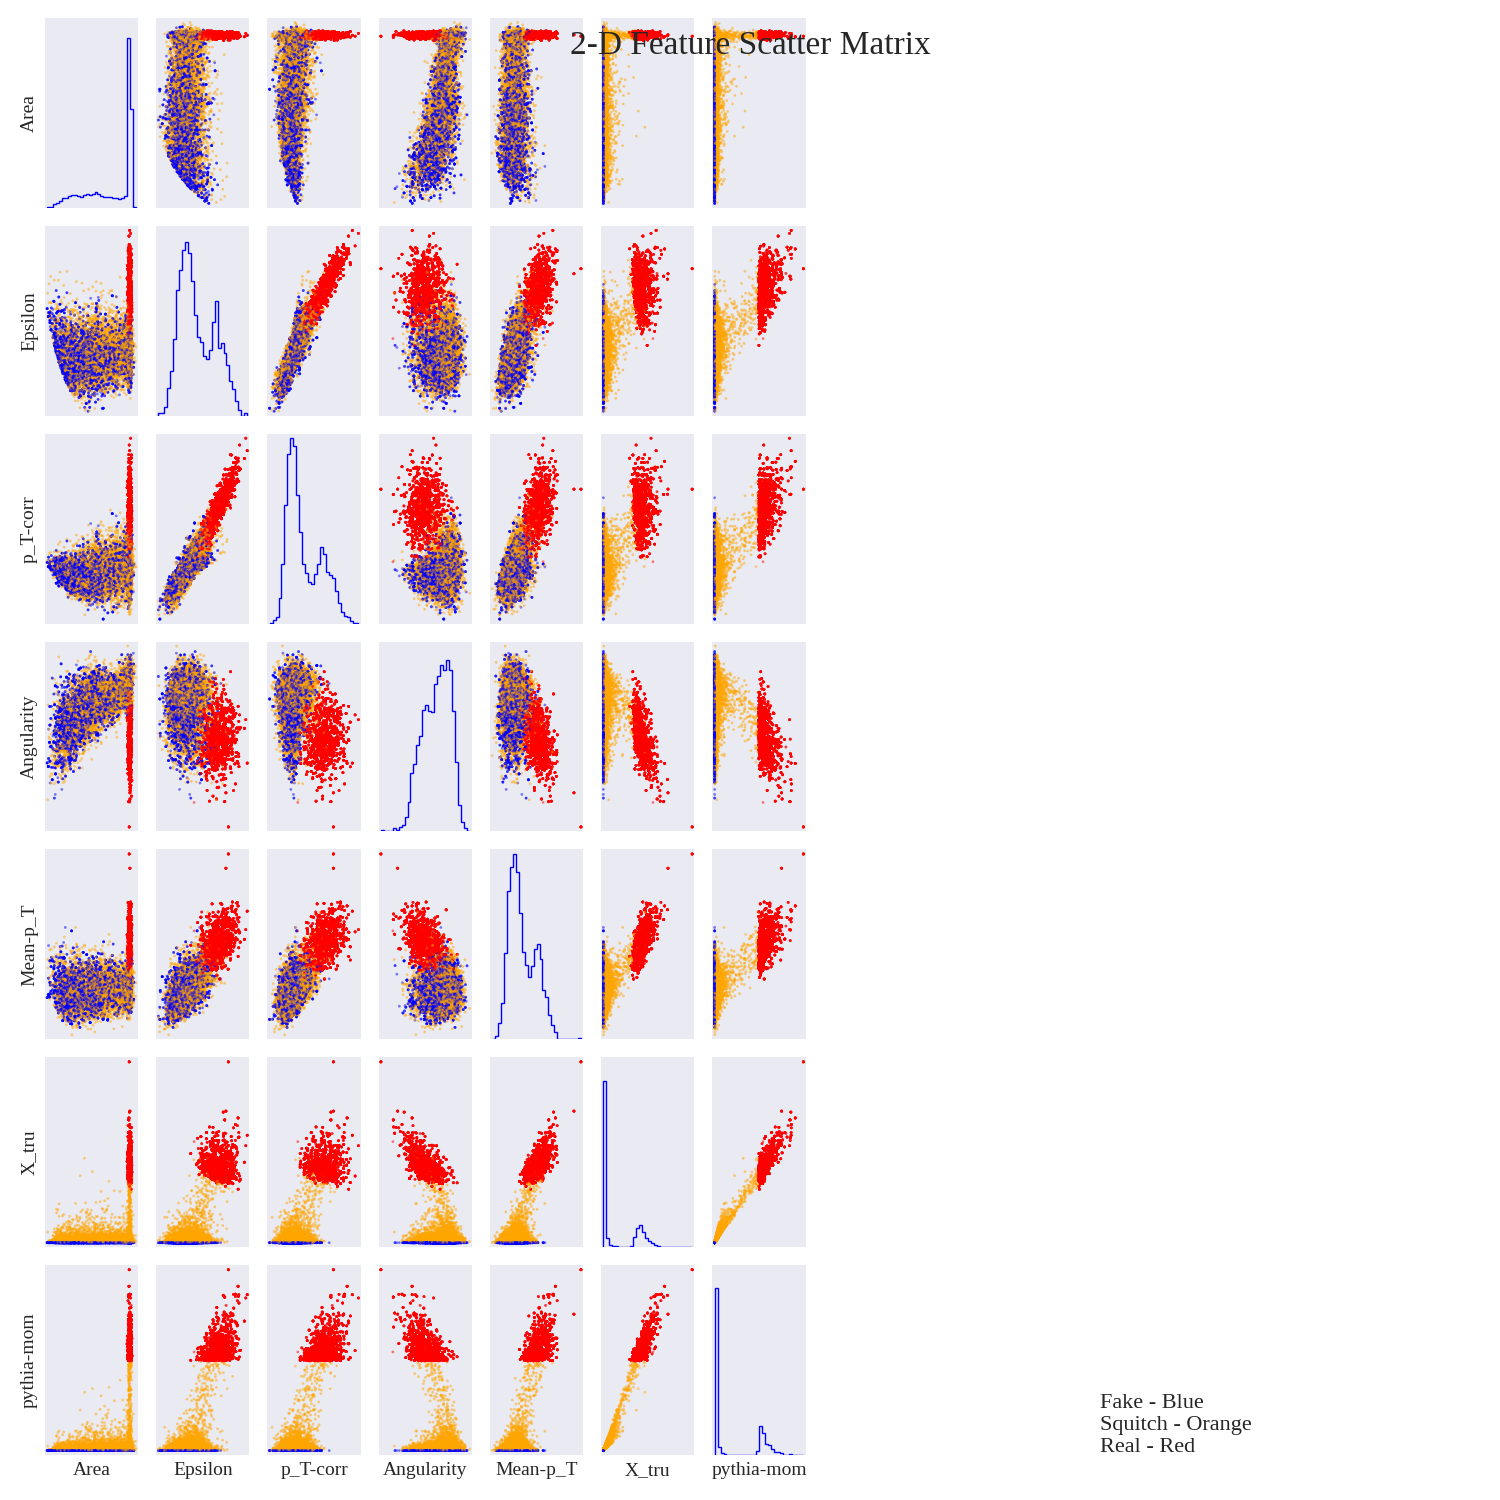 2-D Feature Scatter Matrix
Area
Epsilon
p_T-corr
Angularity
Mean-p_T
X_tru
pythia-mom
Area Epsilon p_T-corr Angularity Mean-p_T X_tru pythia-mom
Fake - Blue
Squitch - Orange
Real - Red